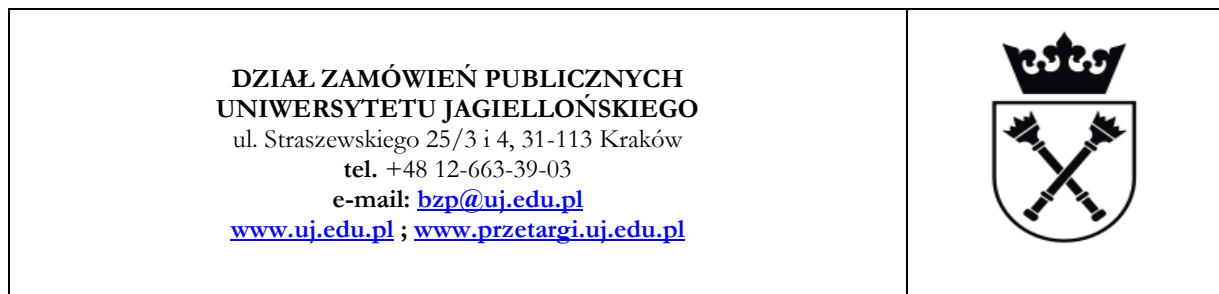 DZIAŁ ZAMÓWIEŃ PUBLICZNYCH
UNIWERSYTETU JAGIELLOŃSKIEGO
ul. Straszewskiego 25/3 i 4, 31-113 Kraków
tel. +48 12-663-39-03
e-mail: bzp@uj.edu.pl
www.uj.edu.pl ; www.przetargi.uj.edu.pl